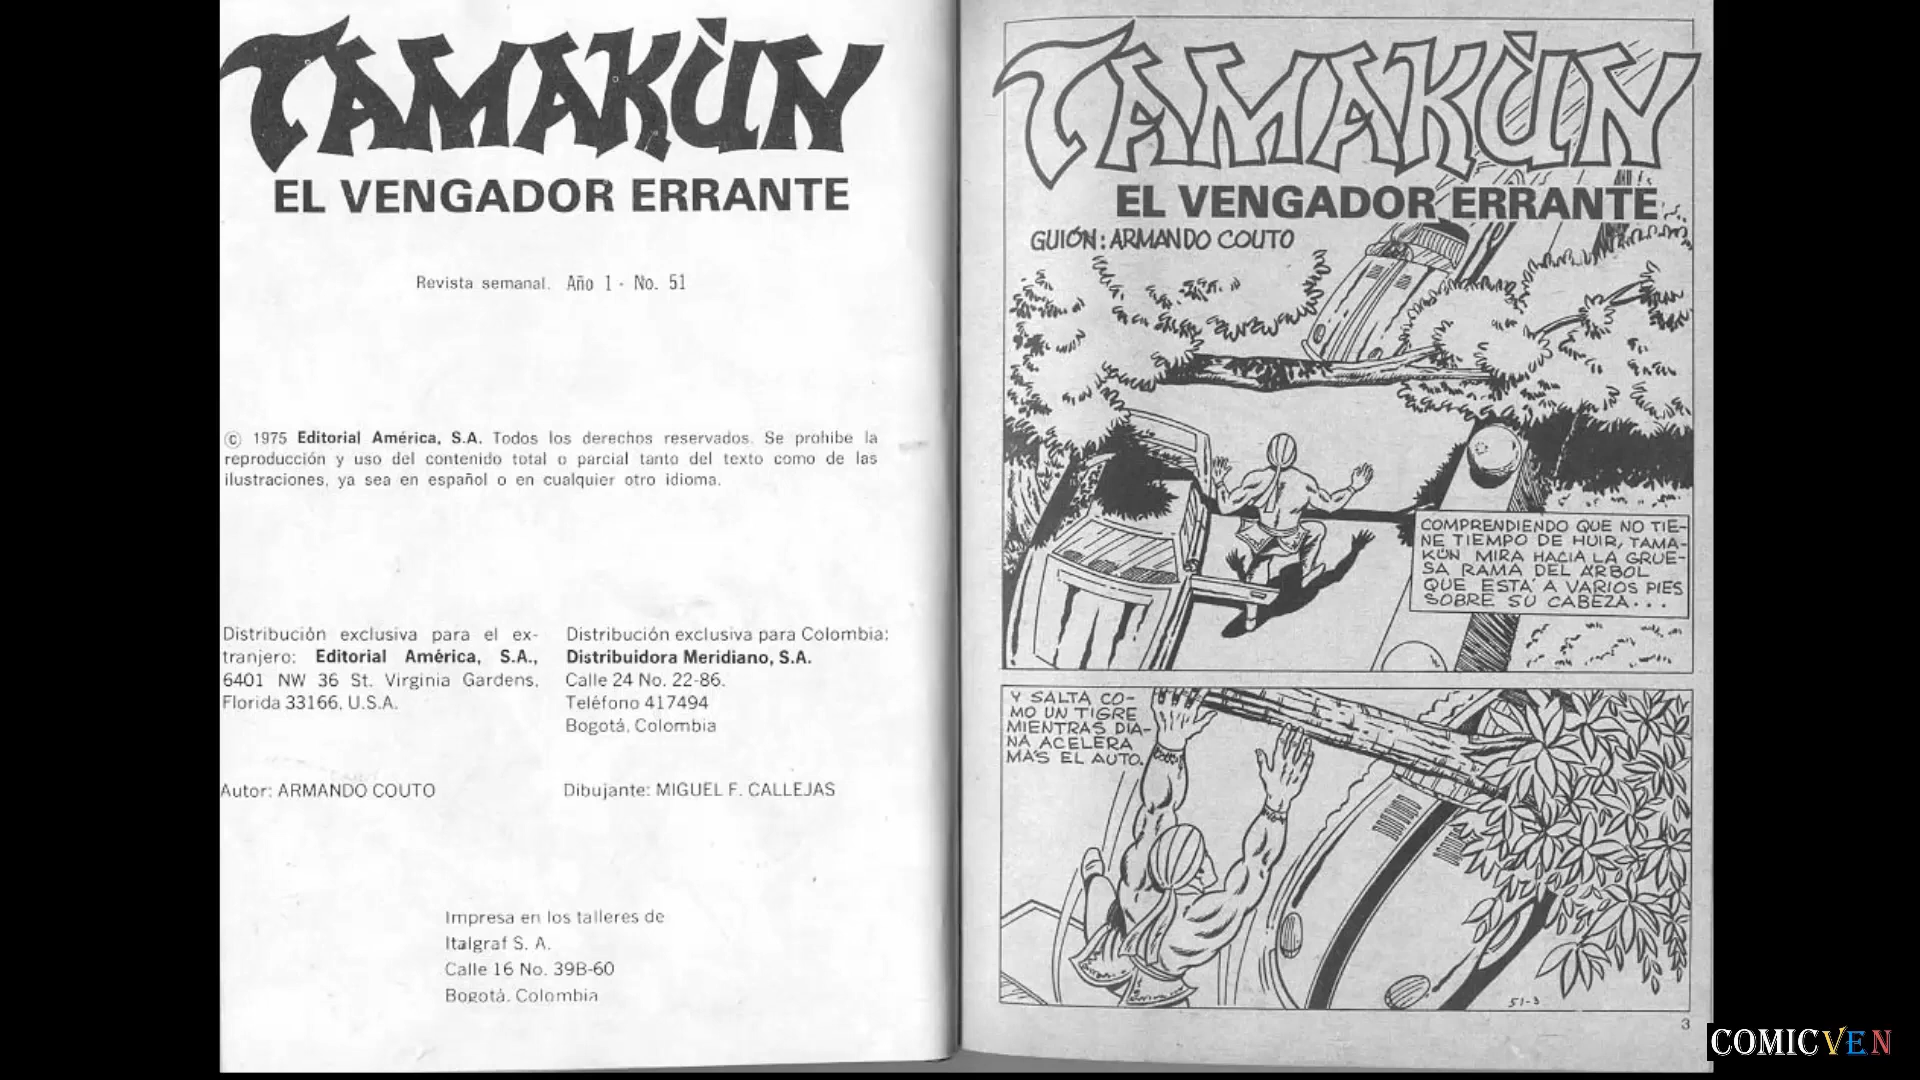 TAMAKÚN
EL VENGADOR ERRANTE
Revista semanal. Año 1 - No. 51
© 1975 Editorial América, S.A. Todos los derechos reservados. Se prohibe la
reproducción y uso del contenido total o parcial tanto del texto como de las
ilustraciones, ya sea en español o en cualquier otro idioma.
Distribución exclusiva para el ex-
tranjero: Editorial América, S.A.,
6401 NW 36 St. Virginia Gardens,
Florida 33166, U.S.A.
Distribución exclusiva para Colombia:
Distribuidora Meridiano, S.A.
Calle 24 No. 22-86.
Teléfono 417494
Bogotá, Colombia
Autor: ARMANDO COUTO
Dibujante: MIGUEL F. CALLEJAS
Impresa en los talleres de
Italgraf S. A.
Calle 16 No. 39B-60
Bogotá. Colombia
TAMAKÚN
EL VENGADOR ERRANTE
GUIÓN: ARMANDO COUTO
COMPRENDIENDO QUE NO TIE-
NE TIEMPO DE HUIR, TAMA-
KÚN MIRA HACIA LA GRUE-
SA RAMA DEL ÁRBOL
QUE ESTÁ A VARIOS PIES
SOBRE SU CABEZA...
Y SALTA CO-
MO UN TIGRE
MIENTRAS DIA-
NA ACELERA
MÁS EL AUTO.
51-3
3
COMICVEN